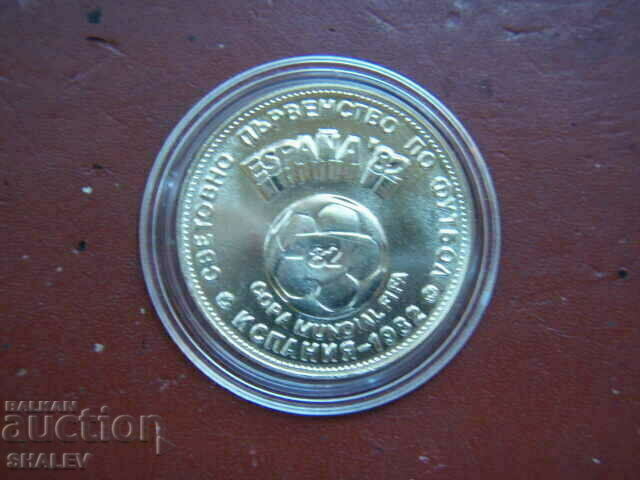 СВЕТОВНО ПЪРВЕНСТВО ПО ФУТБОЛ
ESPAÑA '82
82
COPA MUNDIAL FIFA
ИСПАНИЯ-1982
BALKAN
auction
SHALEV